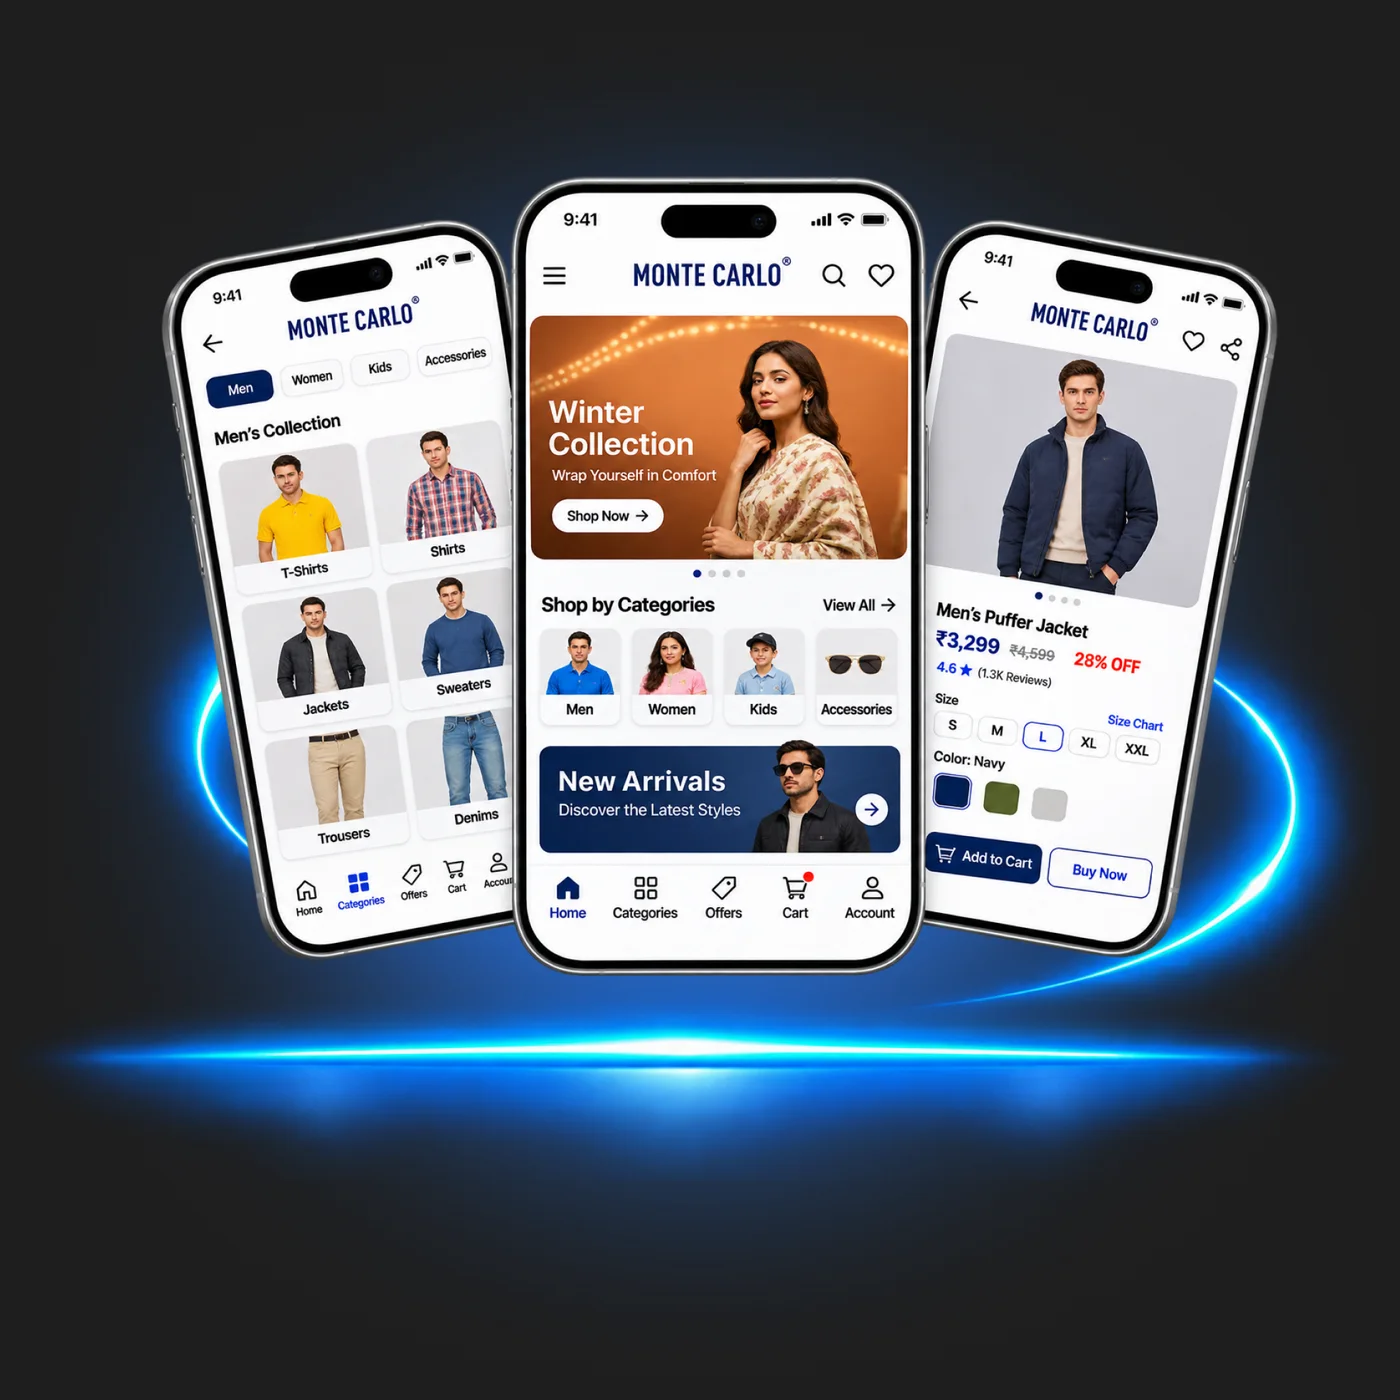 9:41
MONTE CARLO®
Men
Women
Kids
Accessories
Men's Collection
T-Shirts
Shirts
Jackets
Sweaters
Trousers
Denims
Home
Categories
Offers
Cart
Accoun
9:41
MONTE CARLO®
Winter
Collection
Wrap Yourself in Comfort
Shop Now →
Shop by Categories
View All →
Men
Women
Kids
Accessories
New Arrivals
Discover the Latest Styles
Home
Categories
Offers
Cart
Account
9:41
MONTE CARLO®
Men's Puffer Jacket
₹3,299 ₹4,599 28% OFF
4.6 ★ (1.3K Reviews)
Size
Size Chart
S M L XL XXL
Color: Navy
Add to Cart
Buy Now